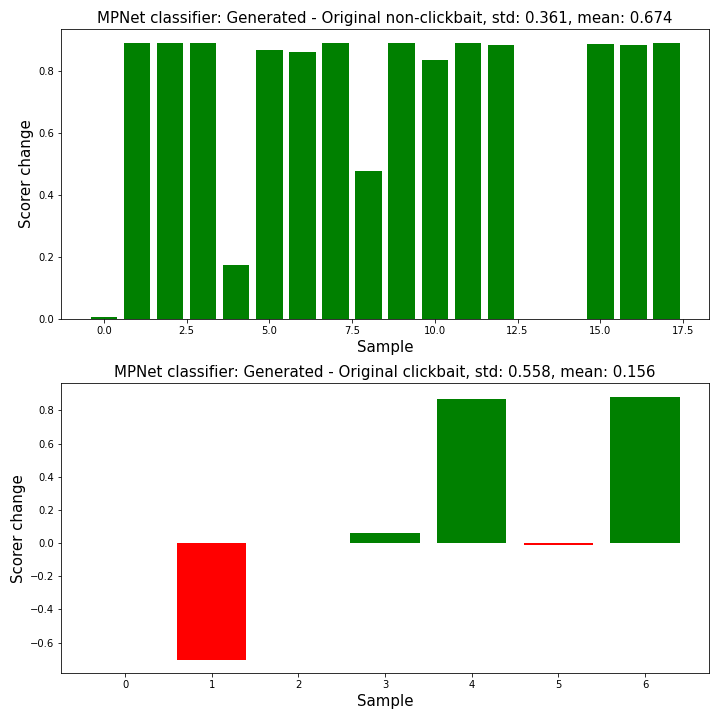 MPNet classifier: Generated - Original non-clickbait, std: 0.361, mean: 0.674
Scorer change
0.8
0.6
0.4
0.2
0.0
0.0 2.5 5.0 7.5 10.0 12.5 15.0 17.5
Sample
MPNet classifier: Generated - Original clickbait, std: 0.558, mean: 0.156
Scorer change
0.8
0.6
0.4
0.2
0.0
−0.2
−0.4
−0.6
0 1 2 3 4 5 6
Sample